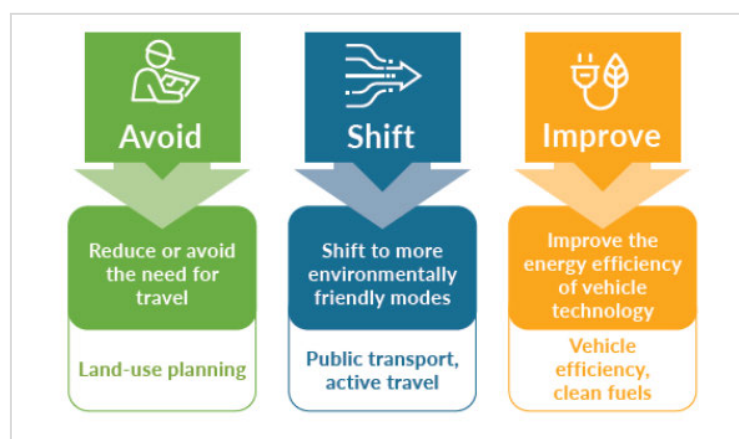 Avoid
Reduce or avoid
the need for
travel
Land-use planning
Shift
Shift to more
environmentally
friendly modes
Public transport,
active travel
Improve
Improve the
energy efficiency
of vehicle
technology
Vehicle
efficiency,
clean fuels